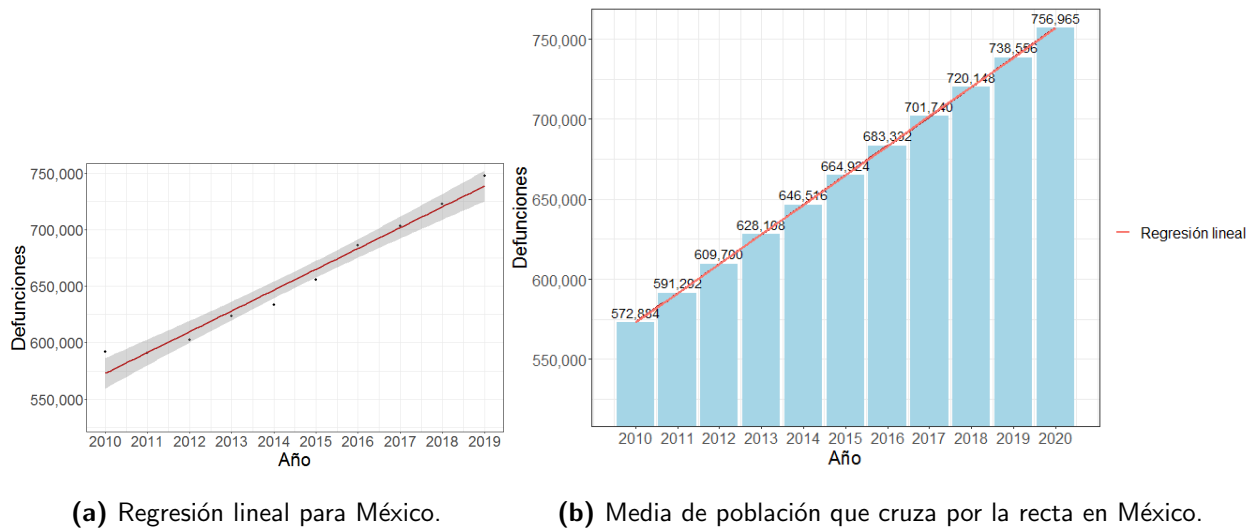 750,000
700,000
650,000
600,000
550,000
Defunciones
2010 2011 2012 2013 2014 2015 2016 2017 2018 2019
Año
(a) Regresión lineal para México.
750,000
700,000
650,000
600,000
550,000
Defunciones
572,884
591,292
609,700
628,108
646,516
664,924
683,332
701,740
720,148
738,556
756,965
2010 2011 2012 2013 2014 2015 2016 2017 2018 2019 2020
Año
Regresión lineal
(b) Media de población que cruza por la recta en México.